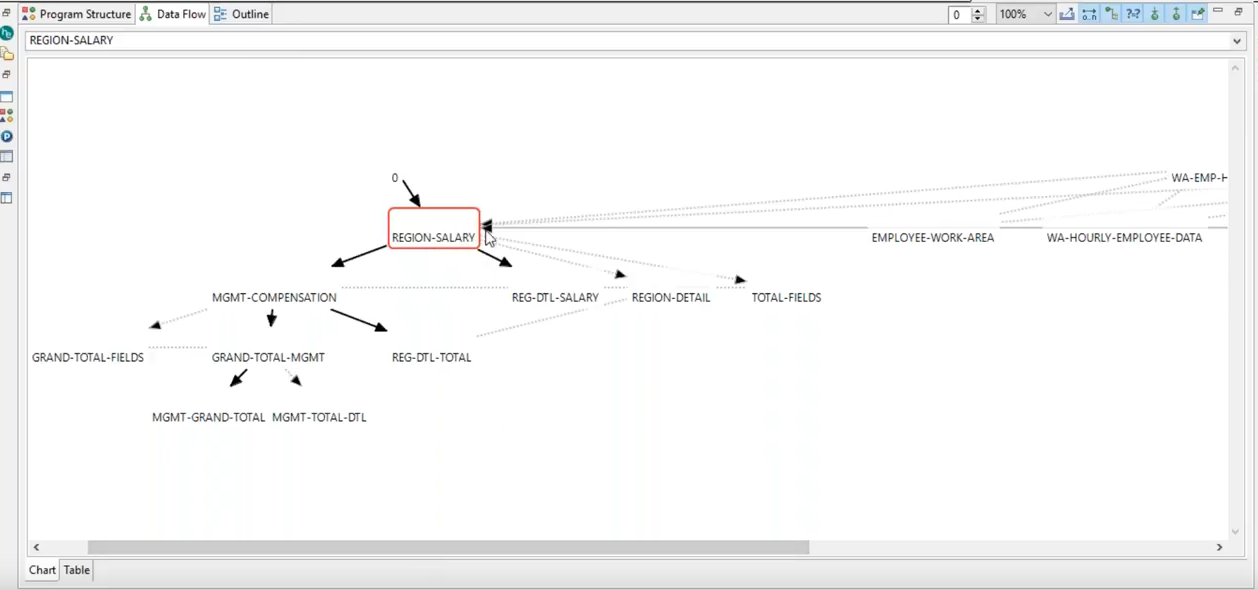 Program Structure Data Flow Outline 0 100%
REGION-SALARY
0
WA-EMP-H
REGION-SALARY EMPLOYEE-WORK-AREA WA-HOURLY-EMPLOYEE-DATA
MGMT-COMPENSATION REG-DTL-SALARY REGION-DETAIL TOTAL-FIELDS
GRAND-TOTAL-FIELDS GRAND-TOTAL-MGMT REG-DTL-TOTAL
MGMT-GRAND-TOTAL MGMT-TOTAL-DTL
Chart Table